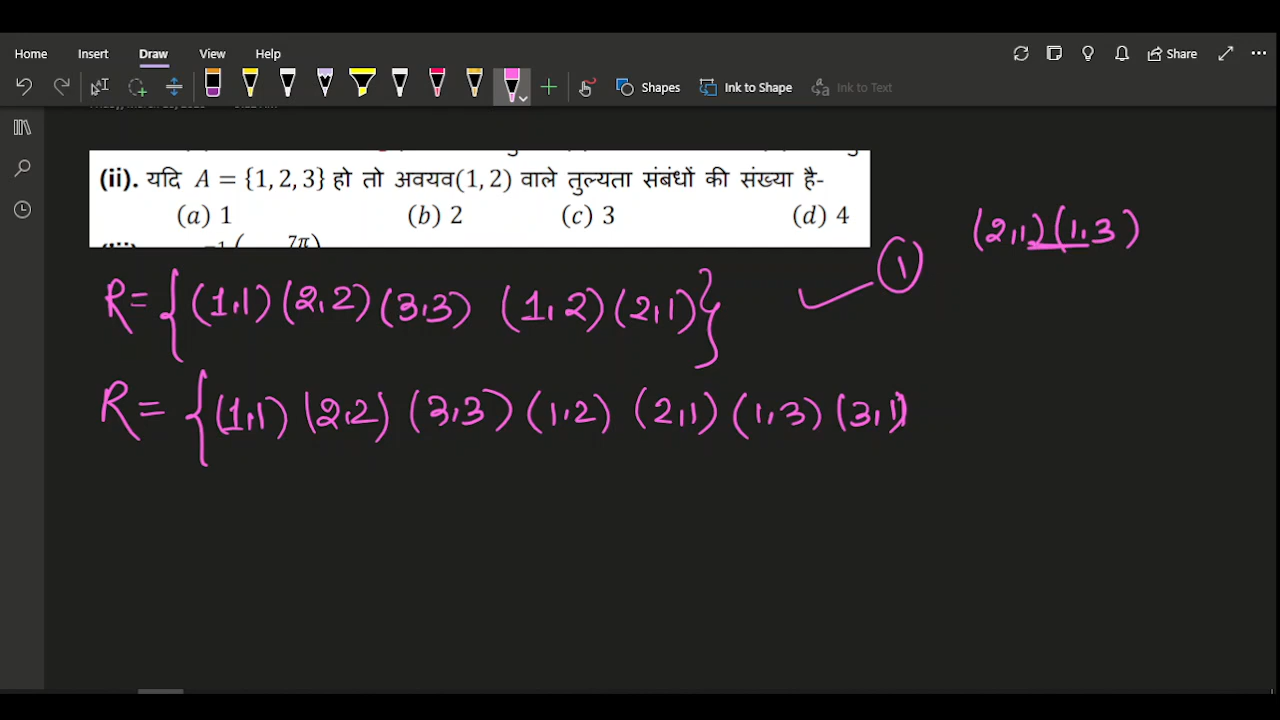 Home Insert Draw View Help Share
Shapes Ink to Shape Ink to Text
(ii). यदि A = {1, 2, 3} हो तो अवयव(1, 2) वाले तुल्यता संबंधों की संख्या है-
(a) 1 (b) 2 (c) 3 (d) 4
7π
(2,1) (1,3)
①
R = { (1,1) (2,2) (3,3) (1,2) (2,1) }
R = { (1,1) (2,2) (3,3) (1,2) (2,1) (1,3) (3,1)